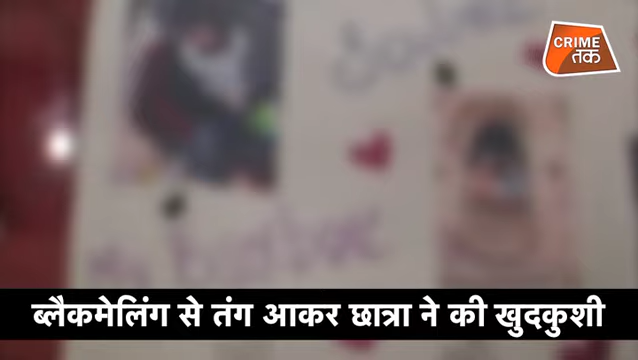 CRIME
तक
ब्लैकमेलिंग से तंग आकर छात्रा ने की खुदकुशी